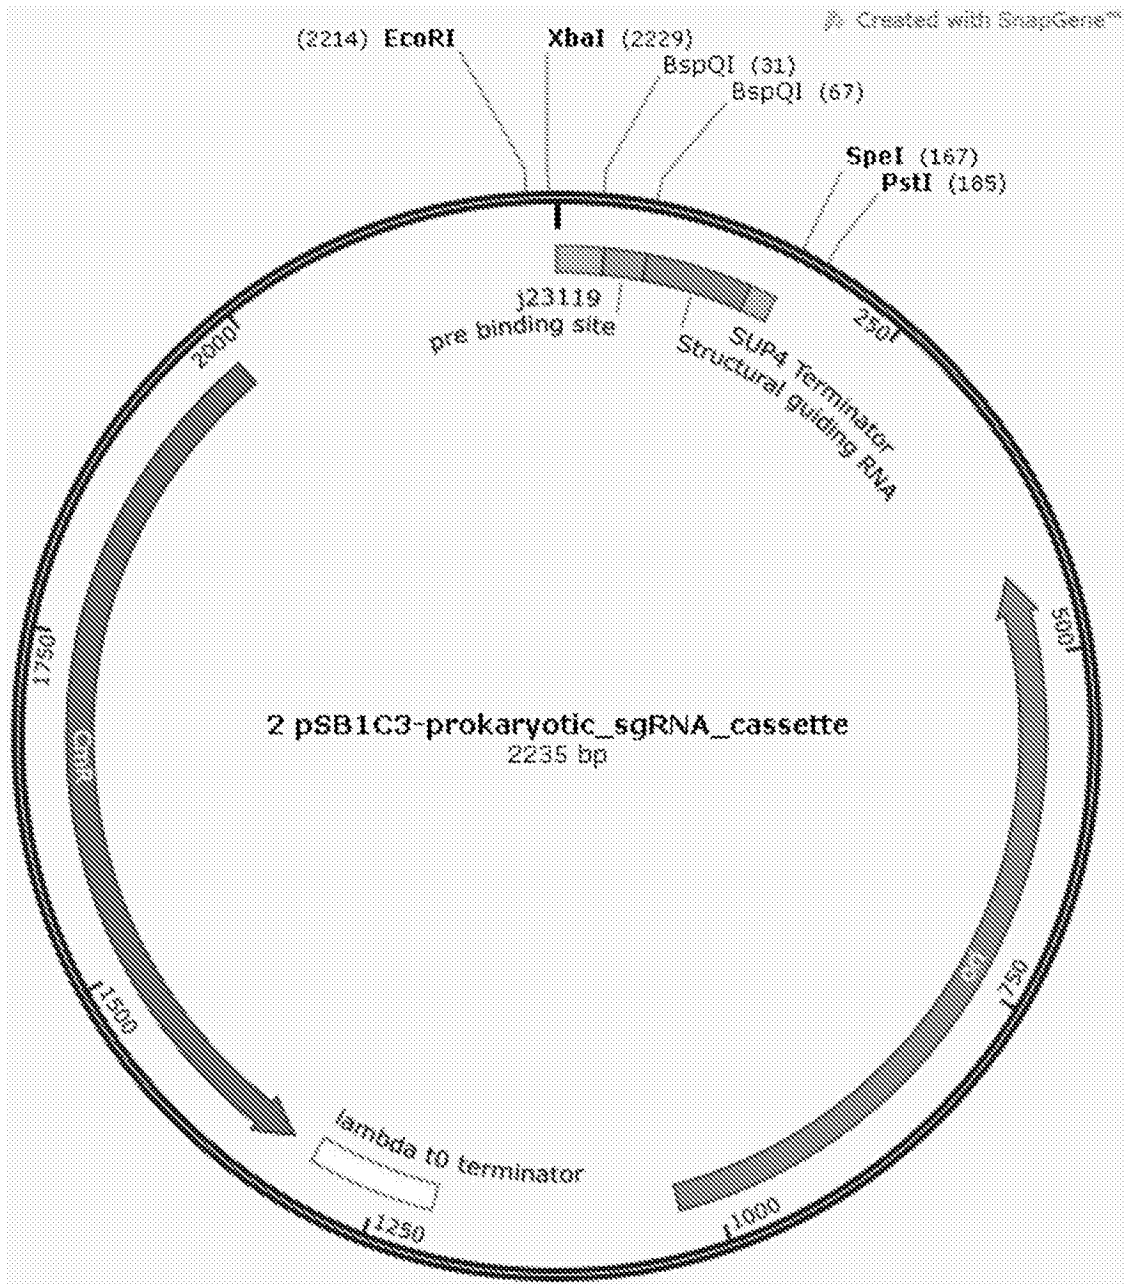 Created with SnapGene™
(2214) EcoRI
XbaI (2229)
BspQI (31)
BspQI (67)
SpeI (167)
PstI (185)
j23119
pre binding site
SUP4 Terminator
Structural guiding RNA
250
500
750
1000
1250
1500
1750
2000
lambda t0 terminator
2 pSB1C3-prokaryotic_sgRNA_cassette
2235 bp